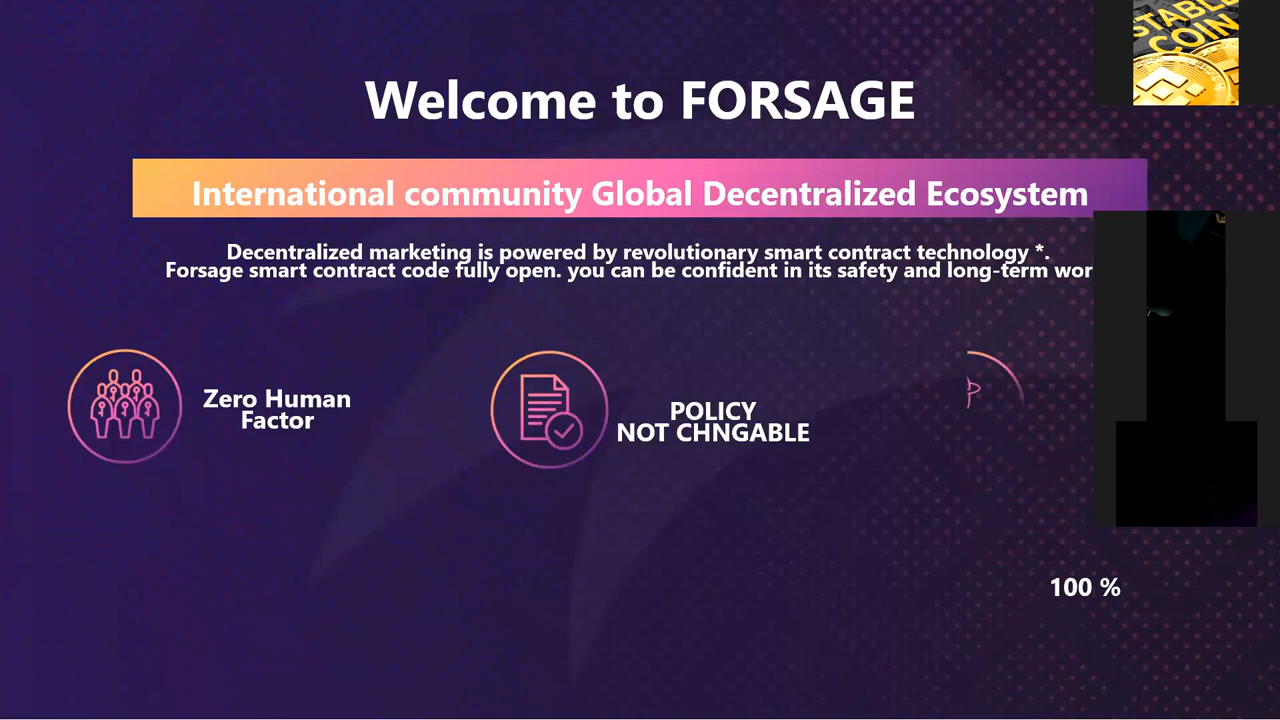 STABLE
COIN
Welcome to FORSAGE
International community Global Decentralized Ecosystem
Decentralized marketing is powered by revolutionary smart contract technology *.
Forsage smart contract code fully open. you can be confident in its safety and long-term wor
Zero Human
Factor
POLICY
NOT CHNGABLE
100 %